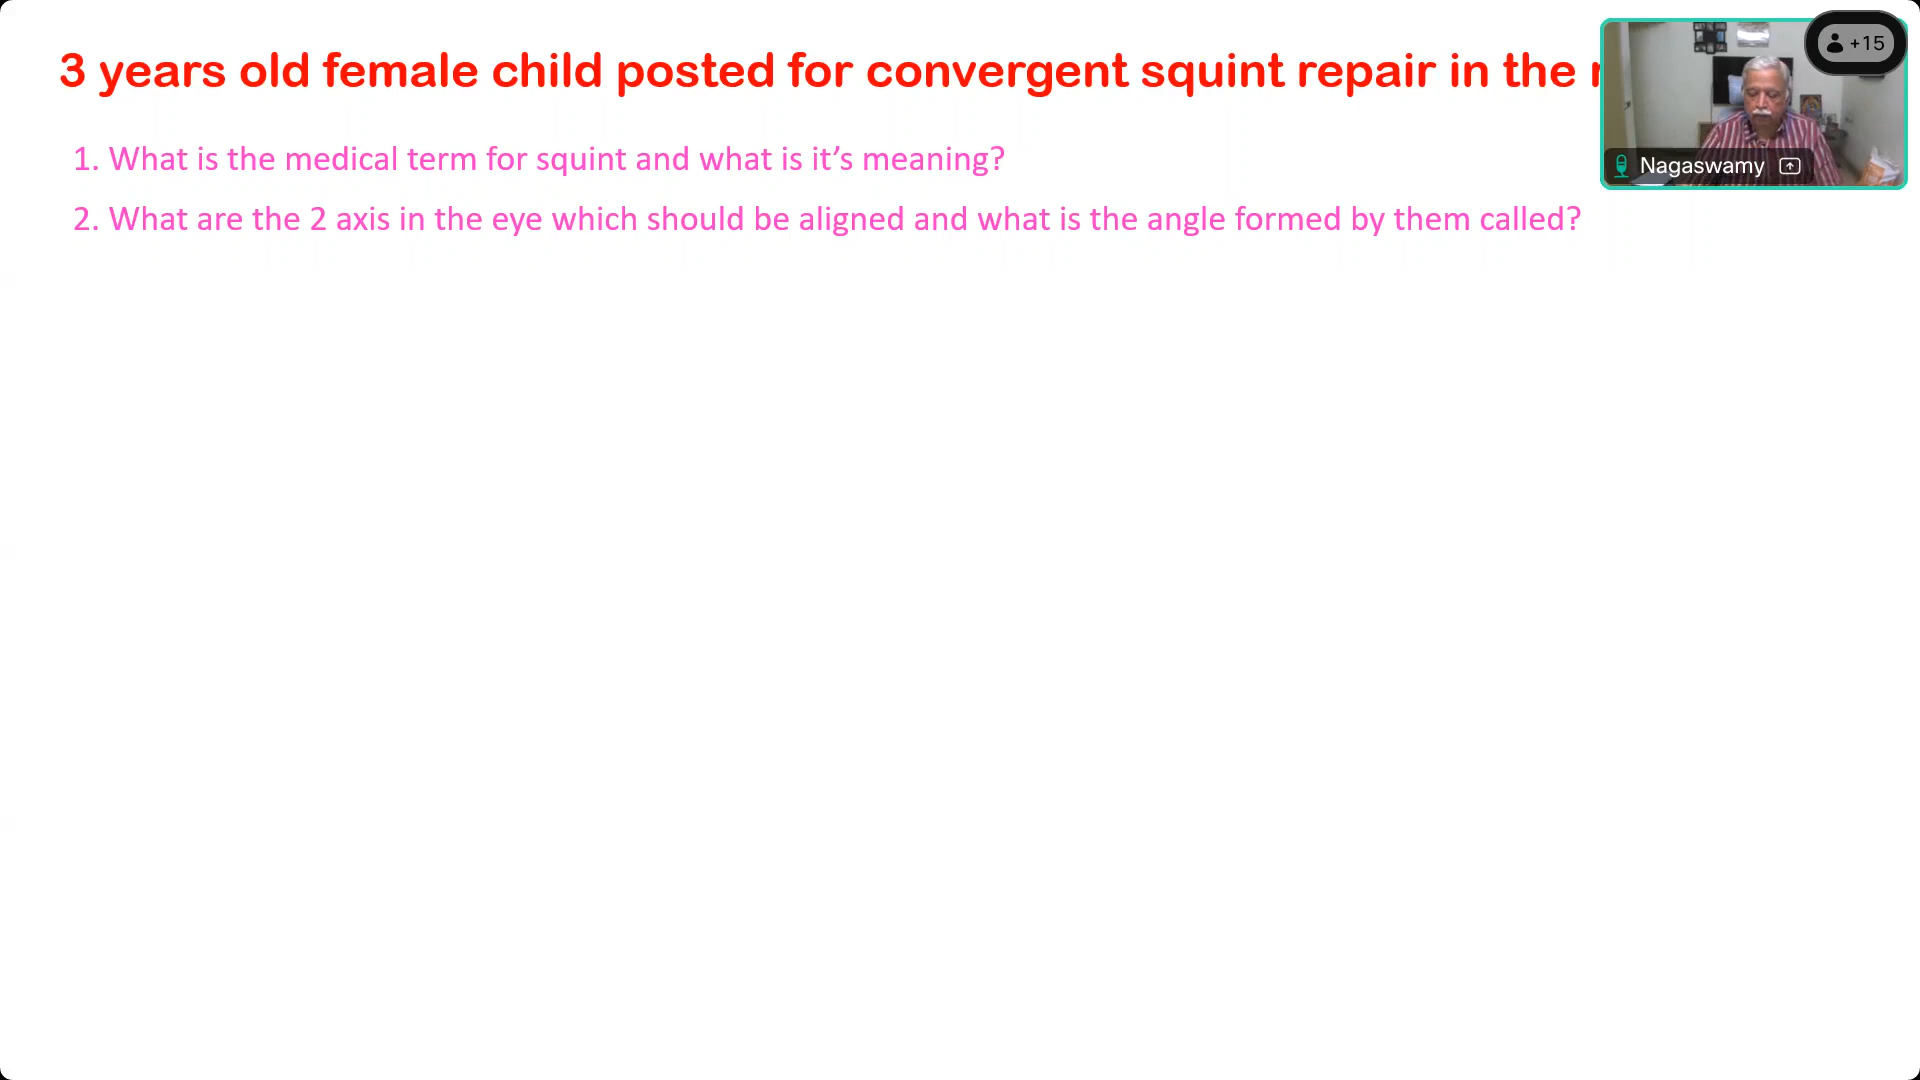 3 years old female child posted for convergent squint repair in the
+15
Nagaswamy
1. What is the medical term for squint and what is it’s meaning?
2. What are the 2 axis in the eye which should be aligned and what is the angle formed by them called?